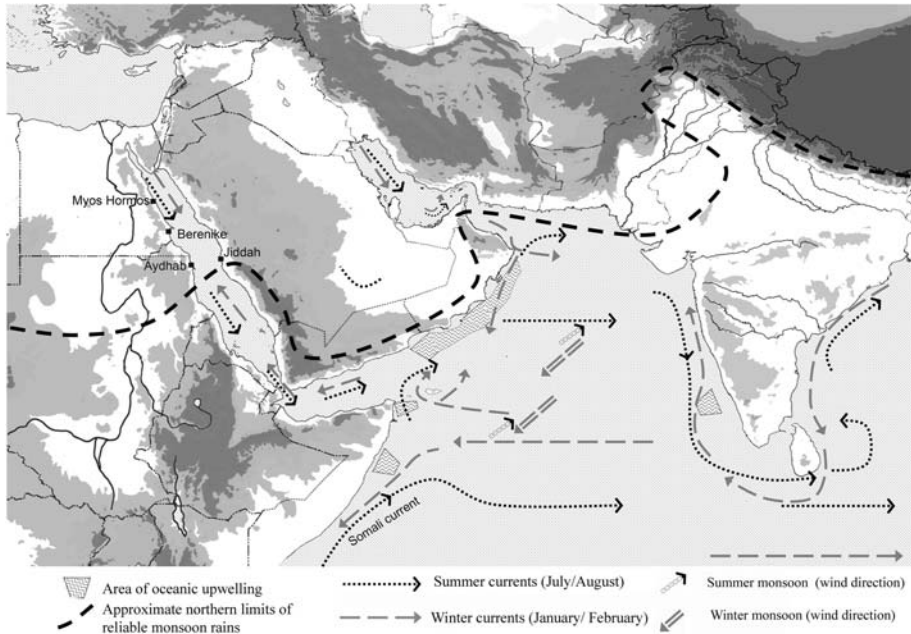 Myos Hormos
Berenike
Aydhab
Jiddah
Somali current
Area of oceanic upwelling
Approximate northern limits of
reliable monsoon rains
Summer currents (July/August)
Winter currents (January/ February)
Summer monsoon (wind direction)
Winter monsoon (wind direction)